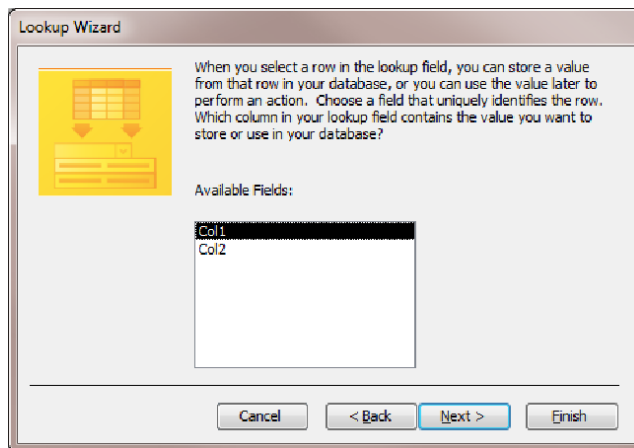 Lookup Wizard
When you select a row in the lookup field, you can store a value
from that row in your database, or you can use the value later to
perform an action.  Choose a field that uniquely identifies the row.
Which column in your lookup field contains the value you want to
store or use in your database?
Available Fields:
Col1
Col2
Cancel
< Back
Next >
Finish